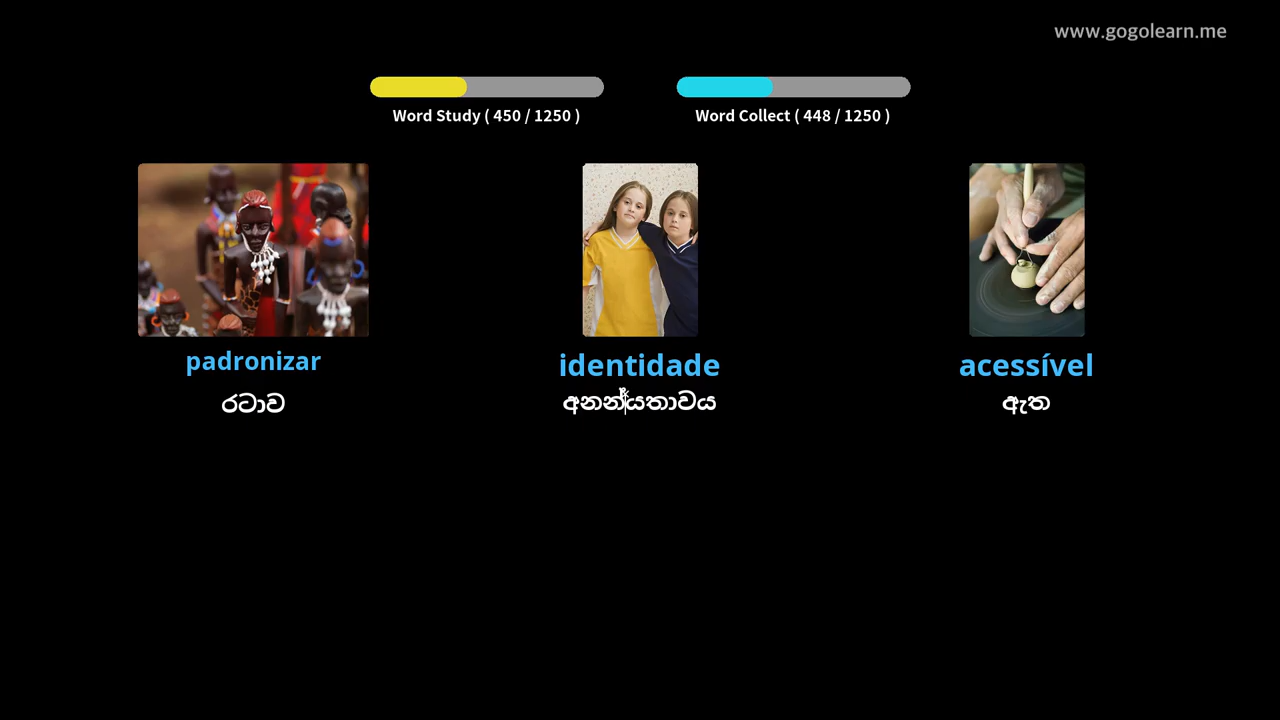 www.gogolearn.me
Word Study ( 450 / 1250 )
Word Collect ( 448 / 1250 )
padronizar
රටාව
identidade
අනන්‍යතාවය
acessível
ඇත